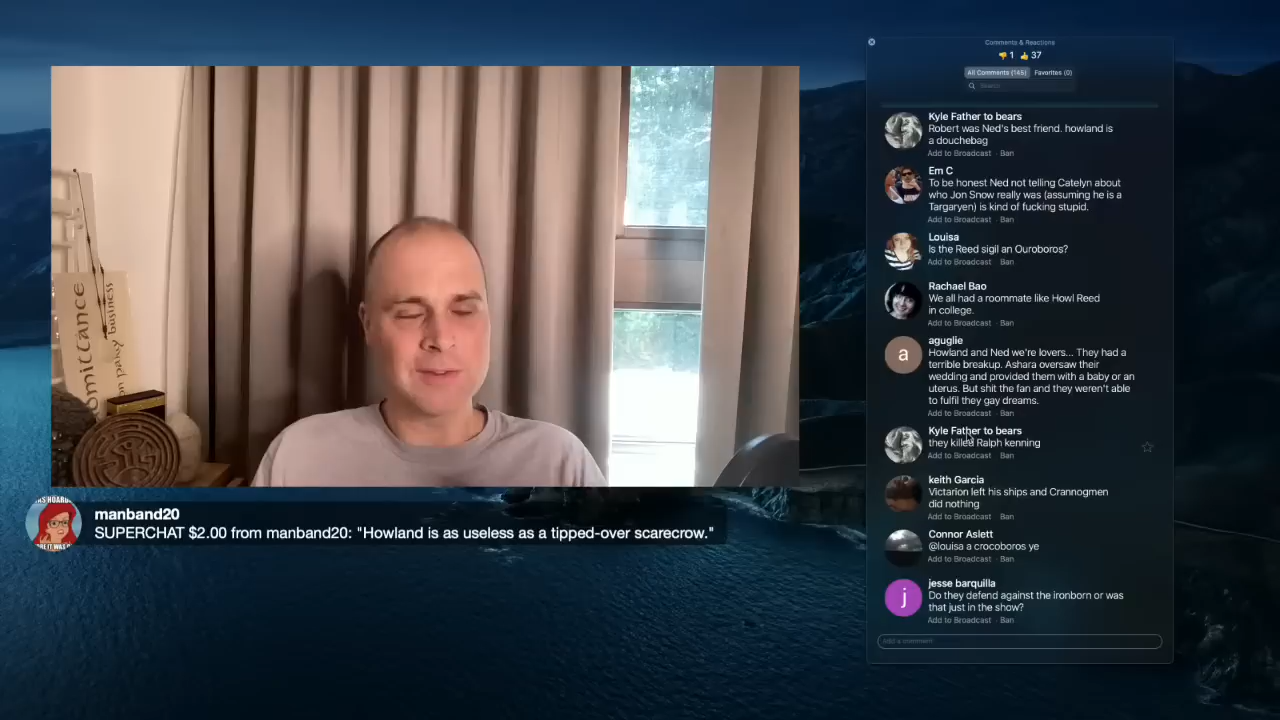 Comments & Reactions
👎 1 👍 37
All Comments (145) Favorites (0)
Search
Kyle Father to bears
Robert was Ned's best friend. howland is
a douchebag
Add to Broadcast · Ban
Em C
To be honest Ned not telling Catelyn about
who Jon Snow really was (assuming he is a
Targaryen) is kind of fucking stupid.
Add to Broadcast · Ban
Louisa
Is the Reed sigil an Ouroboros?
Add to Broadcast · Ban
Rachael Bao
We all had a roommate like Howl Reed
in college.
Add to Broadcast · Ban
a
aguglie
Howland and Ned we're lovers... They had a
terrible breakup. Ashara oversaw their
wedding and provided them with a baby or an
uterus. But shit the fan and they weren't able
to fulfil they gay dreams.
Add to Broadcast · Ban
Kyle Father to bears
they killed Ralph kenning
Add to Broadcast · Ban
keith Garcia
Victarion left his ships and Crannogmen
did nothing
Add to Broadcast · Ban
Connor Aslett
@louisa a crocoboros ye
Add to Broadcast · Ban
j
jesse barquilla
Do they defend against the ironborn or was
that just in the show?
Add to Broadcast · Ban
Add a comment
business
manband20
SUPERCHAT $2.00 from manband20: "Howland is as useless as a tipped-over scarecrow."